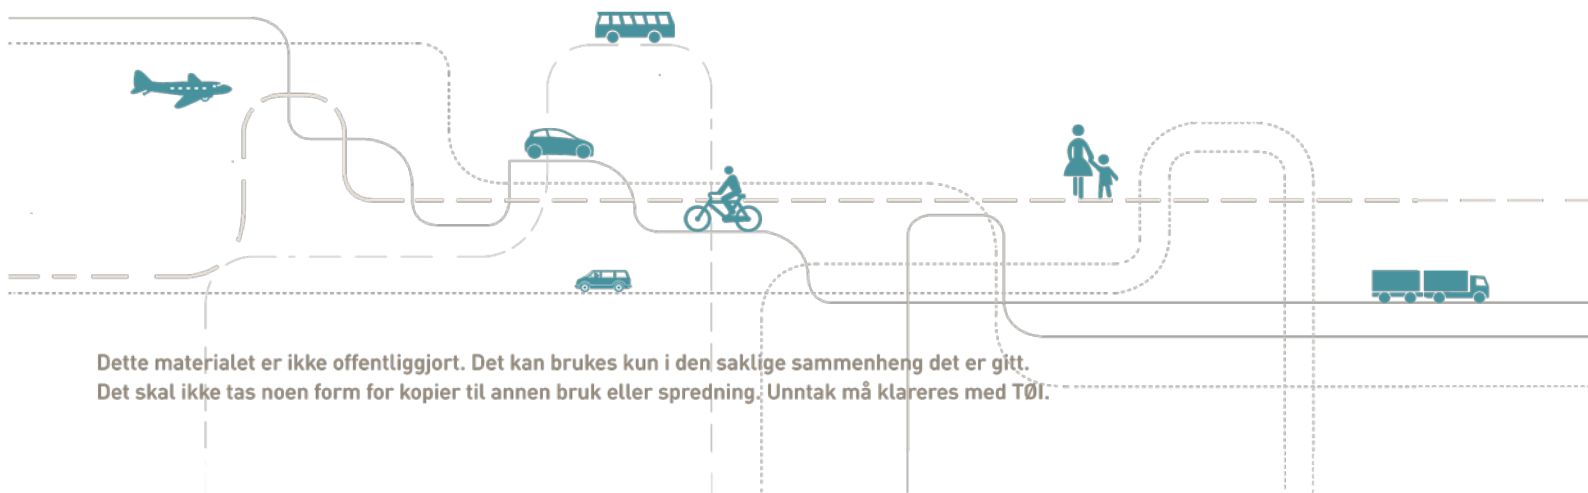 Dette materialet er ikke offentliggjort. Det kan brukes kun i den saklige sammenheng det er gitt.
Det skal ikke tas noen form for kopier til annen bruk eller spredning. Unntak må klareres med TØI.